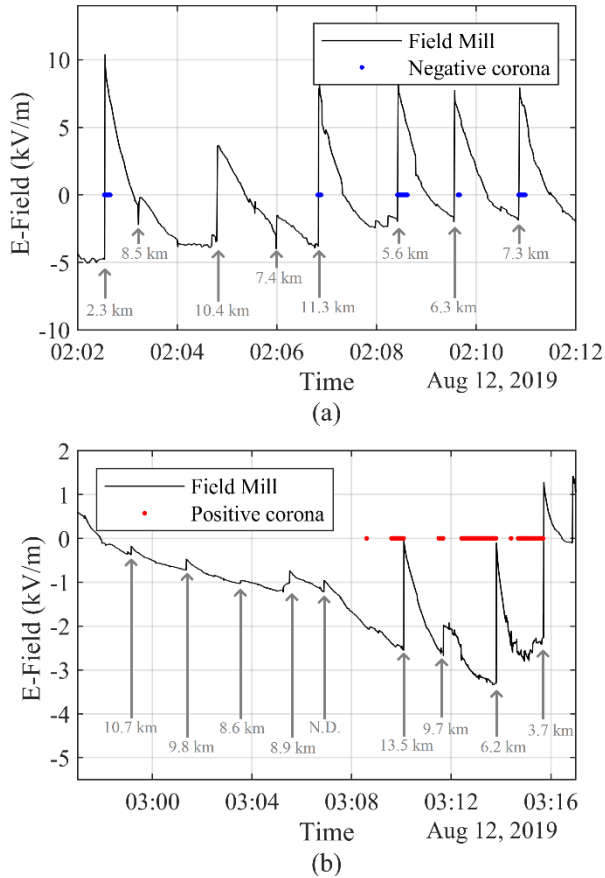 (a)
10
5
0
-5
-10
E-Field (kV/m)
Field Mill
Negative corona
2.3 km
8.5 km
10.4 km
7.4 km
11.3 km
5.6 km
6.3 km
7.3 km
02:02
02:04
02:06
02:08
02:10
02:12
Time
Aug 12, 2019
(a)
2
1
0
-1
-2
-3
-4
-5
E-Field (kV/m)
Field Mill
Positive corona
10.7 km
9.8 km
8.6 km
8.9 km
N.D.
13.5 km
9.7 km
6.2 km
3.7 km
03:00
03:04
03:08
03:12
03:16
Time
Aug 12, 2019
(b)